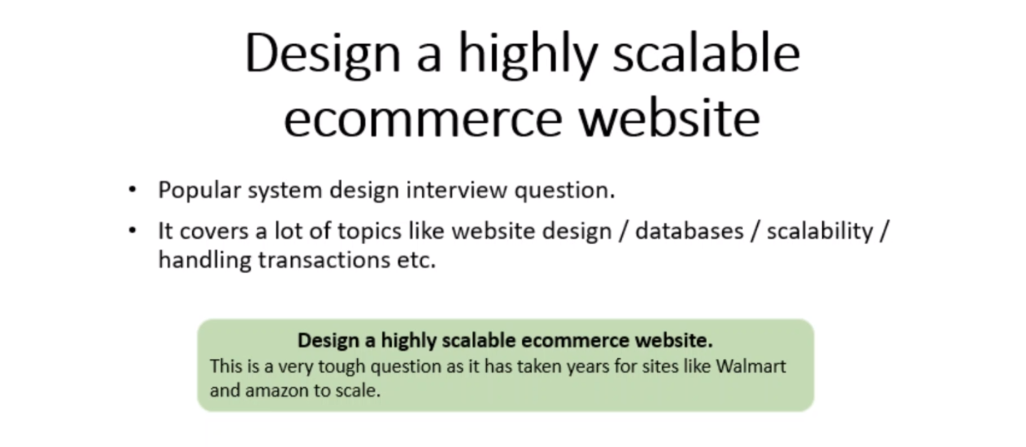 Design a highly scalable
ecommerce website
• Popular system design interview question.
• It covers a lot of topics like website design / databases / scalability /
handling transactions etc.
Design a highly scalable ecommerce website.
This is a very tough question as it has taken years for sites like Walmart
and amazon to scale.